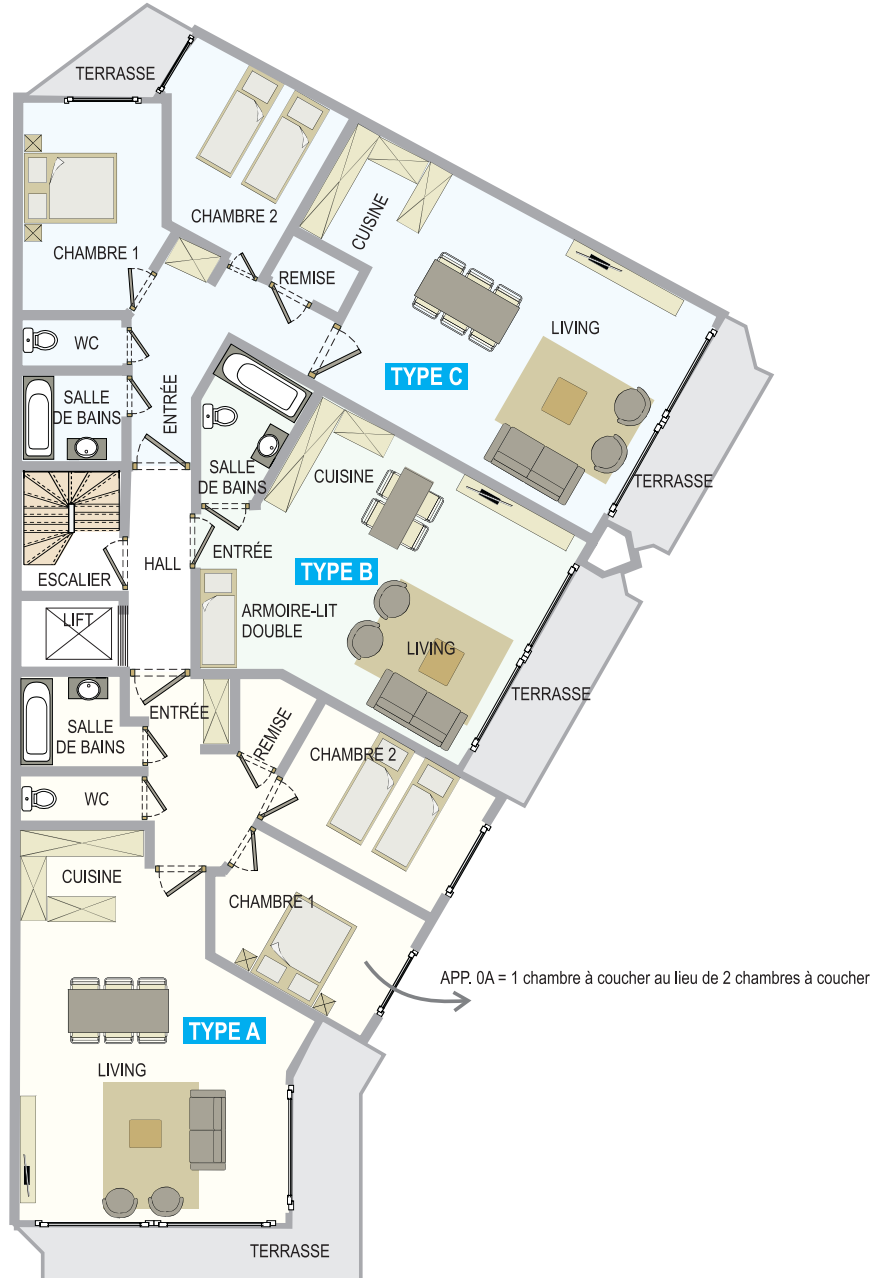 TERRASSE
CHAMBRE 2
CHAMBRE 1
CUISINE
REMISE
LIVING
WC
TYPE C
SALLE
DE BAINS
ENTRÉE
SALLE
DE BAINS
CUISINE
TERRASSE
ESCALIER
HALL
ENTRÉE
TYPE B
LIFT
ARMOIRE-LIT
DOUBLE
LIVING
TERRASSE
ENTRÉE
SALLE
DE BAINS
REMISE
CHAMBRE 2
WC
CUISINE
CHAMBRE 1
APP. 0A = 1 chambre à coucher au lieu de 2 chambres à coucher
TYPE A
LIVING
TERRASSE